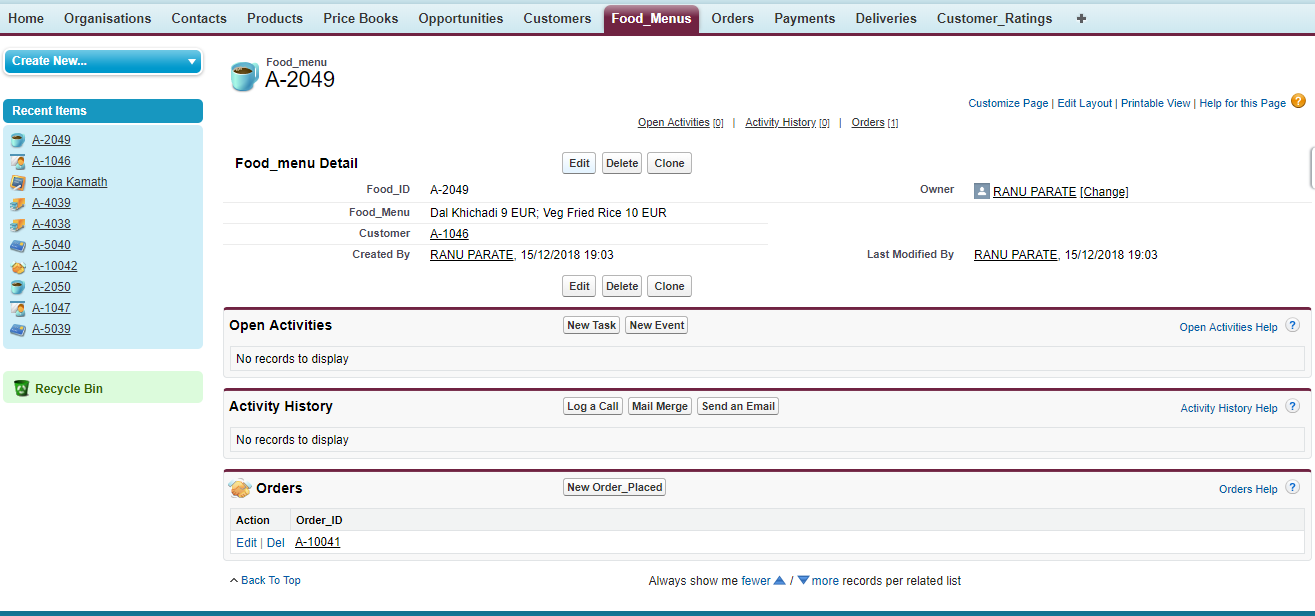 Home Organisations Contacts Products Price Books Opportunities Customers Food_Menus Orders Payments Deliveries Customer_Ratings +
Create New...
Recent Items
A-2049
A-1046
Pooja Kamath
A-4039
A-4038
A-5040
A-10042
A-2050
A-1047
A-5039
Recycle Bin
Food_menu
A-2049
Customize Page | Edit Layout | Printable View | Help for this Page ?
Open Activities [0] | Activity History [0] | Orders [1]
Food_menu Detail Edit Delete Clone
Food_ID A-2049 Owner RANU PARATE [Change]
Food_Menu Dal Khichadi 9 EUR; Veg Fried Rice 10 EUR
Customer A-1046
Created By RANU PARATE, 15/12/2018 19:03 Last Modified By RANU PARATE, 15/12/2018 19:03
Edit Delete Clone
Open Activities New Task New Event Open Activities Help ?
No records to display
Activity History Log a Call Mail Merge Send an Email Activity History Help ?
No records to display
Orders New Order_Placed Orders Help ?
Action Order_ID
Edit | Del A-10041
Back To Top Always show me fewer / more records per related list